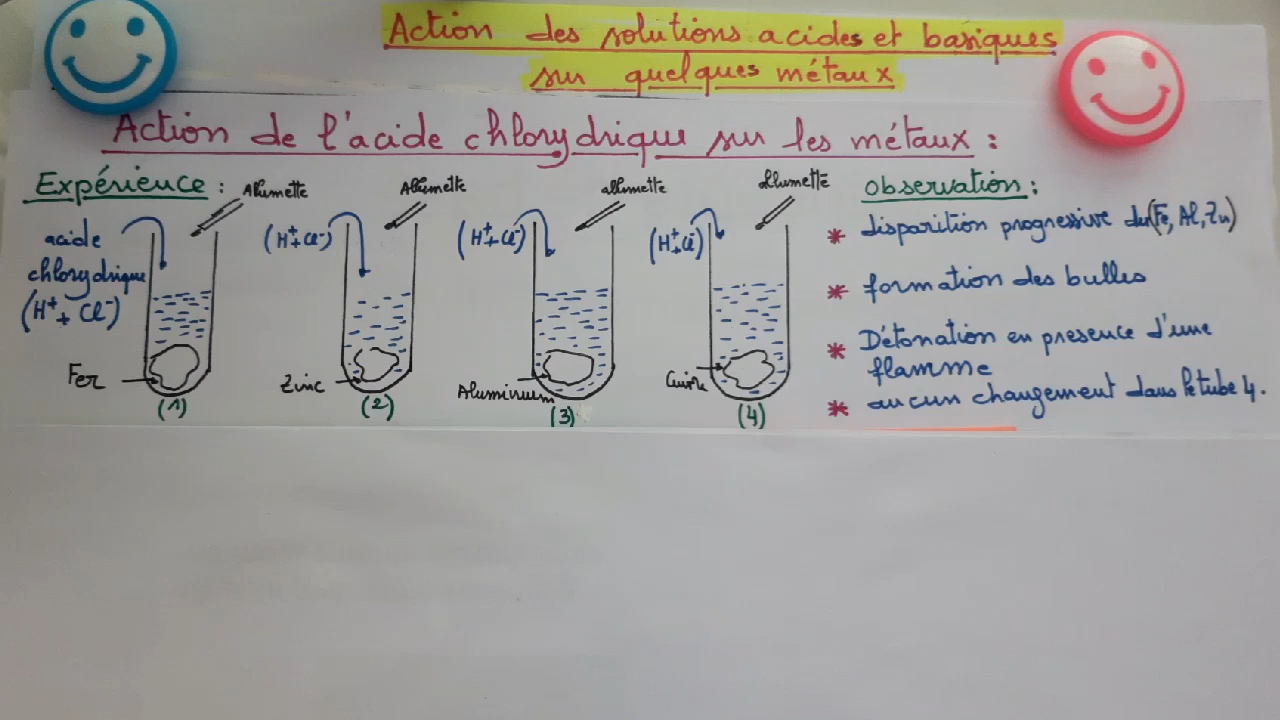 Action des solutions acides et basiques
sur quelques métaux
Action de l'acide chlorydrique sur les métaux :
Expérience :
Allumette
Allumette
allumette
allumette
acide
chlorydrique
(H⁺ + Cl⁻)
(H⁺ + Cl⁻)
(H⁺ + Cl⁻)
(H⁺ + Cl⁻)
Fer
Zinc
Aluminium
Cuivre
(1)
(2)
(3)
(4)
Observation :
* disparition progressive du (Fe, Al, Zn)
* formation des bulles
* Détonation en presence d'une
flamme
* aucun changement dans le tube 4.